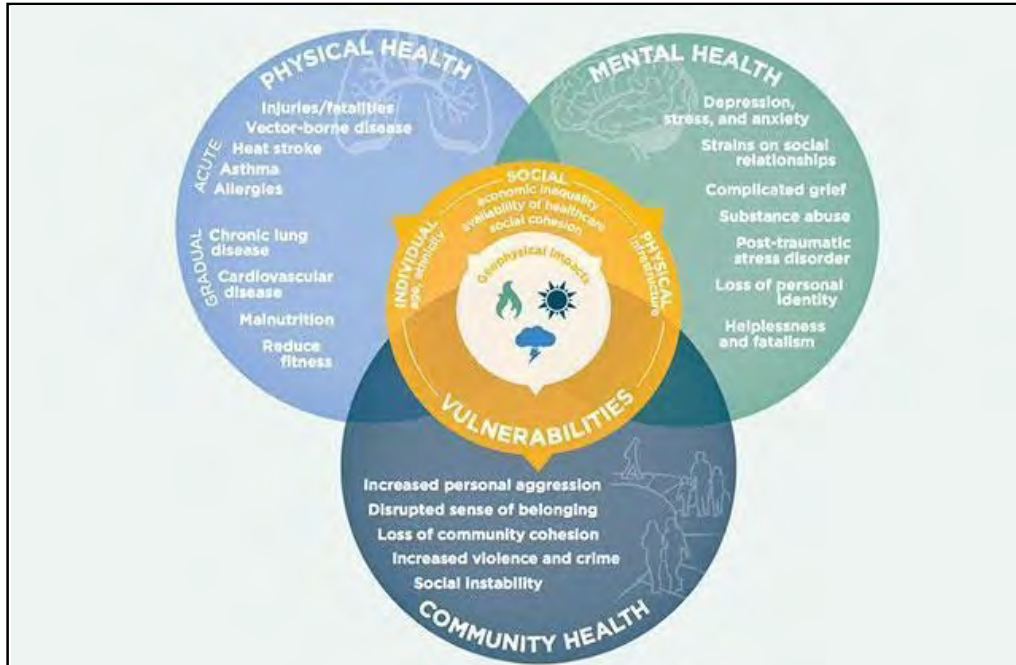 PHYSICAL HEALTH
ACUTE
Injuries/fatalities
Vector-borne disease
Heat stroke
Asthma
Allergies
GRADUAL
Chronic lung
disease
Cardiovascular
disease
Malnutrition
Reduce
fitness
MENTAL HEALTH
Depression,
stress, and anxiety
Strains on social
relationships
Complicated grief
Substance abuse
Post-traumatic
stress disorder
Loss of personal
identity
Helplessness
and fatalism
SOCIAL
economic inequality
availability of healthcare
social cohesion
INDIVIDUAL
age, ethnicity
PHYSICAL
infrastructure
Geophysical impacts
VULNERABILITIES
Increased personal aggression
Disrupted sense of belonging
Loss of community cohesion
Increased violence and crime
Social instability
COMMUNITY HEALTH